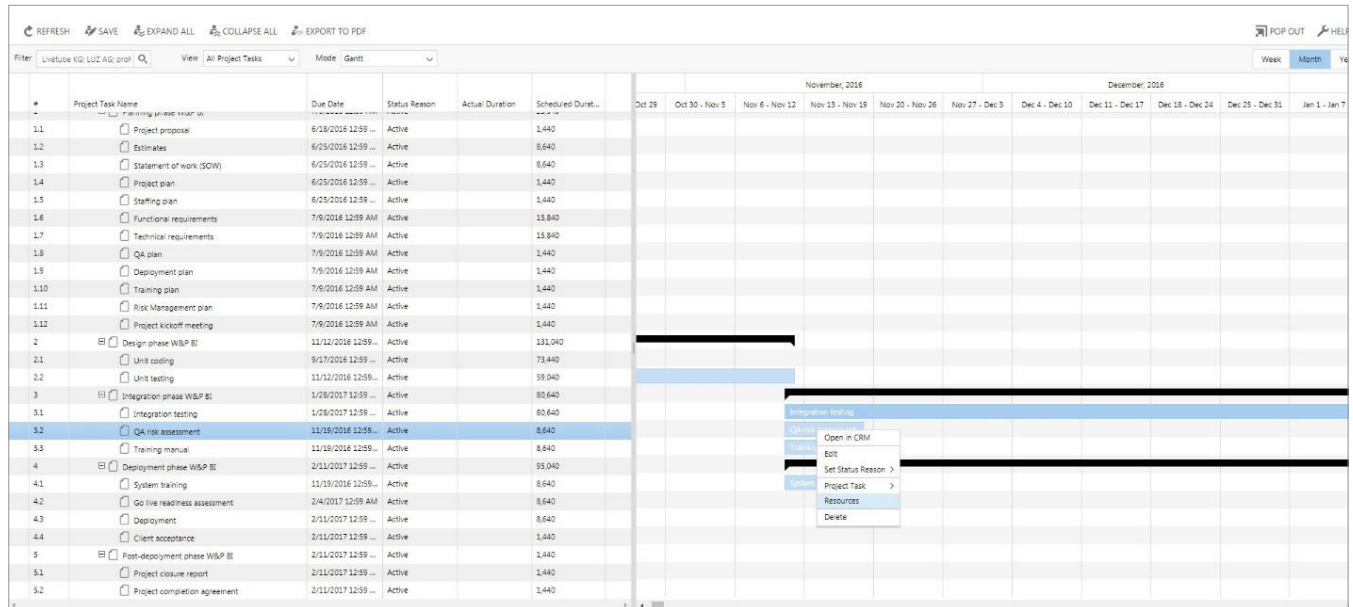 REFRESH SAVE EXPAND ALL COLLAPSE ALL EXPORT TO PDF POP OUT HELP
Filter Livetube KG; LUZ AG; prof View All Project Tasks Mode Gantt Week Month Ye
November, 2016 December, 2016
# Project Task Name Due Date Status Reason Actual Duration Scheduled Durat... Oct 29 Oct 30 - Nov 5 Nov 6 - Nov 12 Nov 13 - Nov 19 Nov 20 - Nov 26 Nov 27 - Dec 3 Dec 4 - Dec 10 Dec 11 - Dec 17 Dec 18 - Dec 24 Dec 25 - Dec 31 Jan 1 - Jan 7
Planning phase W&P BI
1.1 Project proposal 6/18/2016 12:59 ... Active 1,440
1.2 Estimates 6/25/2016 12:59 ... Active 8,640
1.3 Statement of work (SOW) 6/25/2016 12:59 ... Active 8,640
1.4 Project plan 6/25/2016 12:59 ... Active 1,440
1.5 Staffing plan 6/25/2016 12:59 ... Active 1,440
1.6 Functional requirements 7/9/2016 12:59 AM Active 15,840
1.7 Technical requirements 7/9/2016 12:59 AM Active 15,840
1.8 QA plan 7/9/2016 12:59 AM Active 1,440
1.9 Deployment plan 7/9/2016 12:59 AM Active 1,440
1.10 Training plan 7/9/2016 12:59 AM Active 1,440
1.11 Risk Management plan 7/9/2016 12:59 AM Active 1,440
1.12 Project kickoff meeting 7/9/2016 12:59 AM Active 1,440
2 Design phase W&P BI 11/12/2016 12:59... Active 131,040
2.1 Unit coding 9/17/2016 12:59 ... Active 73,440
2.2 Unit testing 11/12/2016 12:59... Active 59,040
3 Integration phase W&P BI 1/28/2017 12:59 ... Active 80,640
3.1 Integration testing 1/28/2017 12:59 ... Active 80,640 Integration testing
3.2 QA risk assessment 11/19/2016 12:59... Active 8,640 QA risk assessment
Open in CRM
3.3 Training manual 11/19/2016 12:59... Active 8,640
Edit
4 Deployment phase W&P BI 2/11/2017 12:59 ... Active 95,040
Set Status Reason >
4.1 System training 11/19/2016 12:59... Active 8,640 System
Project Task >
4.2 Go live readiness assessment 2/4/2017 12:59 AM Active 8,640
Resources
4.3 Deployment 2/11/2017 12:59 ... Active 8,640
Delete
4.4 Client acceptance 2/11/2017 12:59 ... Active 1,440
5 Post-depolyment phase W&P BI 2/11/2017 12:59 ... Active 1,440
5.1 Project closure report 2/11/2017 12:59 ... Active 1,440
5.2 Project completion agreement 2/11/2017 12:59 ... Active 1,440